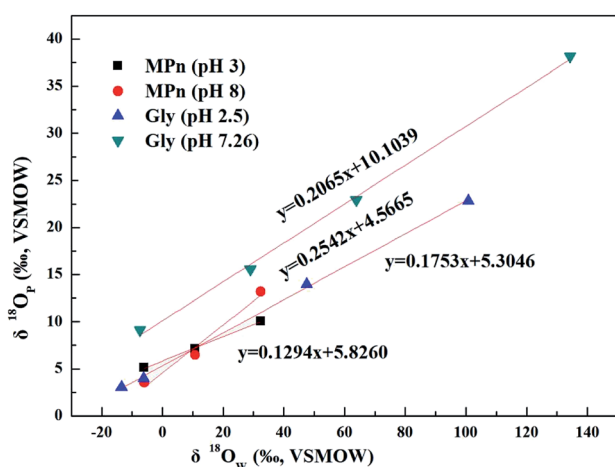 40
35
30
25
20
15
10
5
0
δ ¹⁸Oₚ (‰, VSMOW)
MPn (pH 3)
MPn (pH 8)
Gly (pH 2.5)
Gly (pH 7.26)
y=0.2065x+10.1039
y=0.2542x+4.5665
y=0.1753x+5.3046
y=0.1294x+5.8260
-20 0 20 40 60 80 100 120 140
δ ¹⁸O_W (‰, VSMOW)